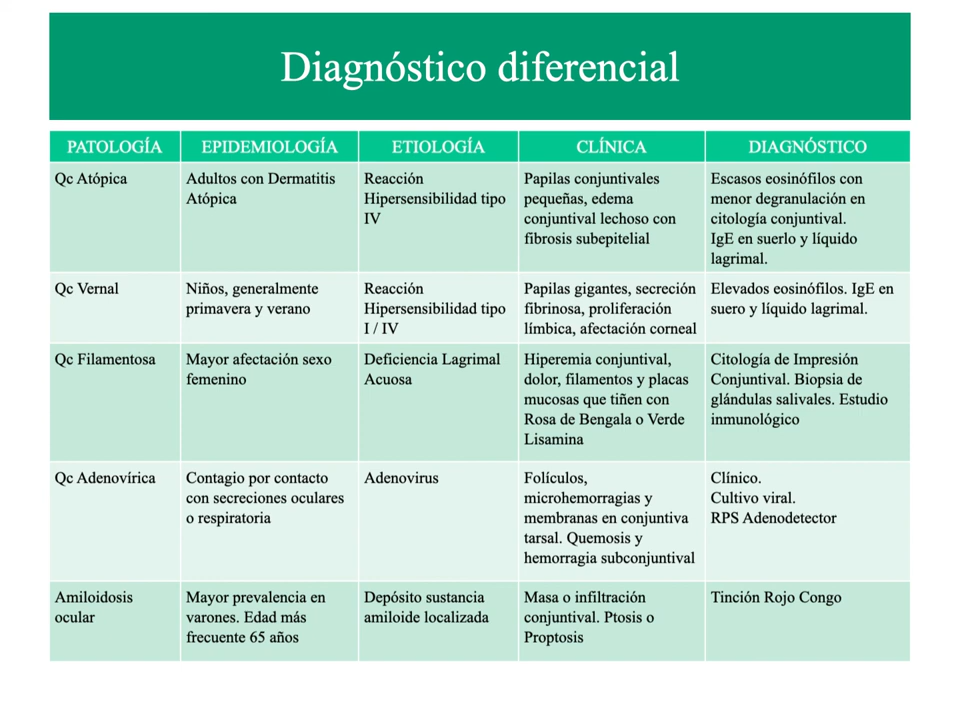 Diagnóstico diferencial
PATOLOGÍA EPIDEMIOLOGÍA ETIOLOGÍA CLÍNICA DIAGNÓSTICO
Qc Atópica
Adultos con Dermatitis
Atópica
Reacción
Hipersensibilidad tipo
IV
Papilas conjuntivales
pequeñas, edema
conjuntival lechoso con
fibrosis subepitelial
Escasos eosinófilos con
menor degranulación en
citología conjuntival.
IgE en suerlo y líquido
lagrimal.
Qc Vernal
Niños, generalmente
primavera y verano
Reacción
Hipersensibilidad tipo
I / IV
Papilas gigantes, secreción
fibrinosa, proliferación
límbica, afectación corneal
Elevados eosinófilos. IgE en
suero y líquido lagrimal.
Qc Filamentosa
Mayor afectación sexo
femenino
Deficiencia Lagrimal
Acuosa
Hiperemia conjuntival,
dolor, filamentos y placas
mucosas que tiñen con
Rosa de Bengala o Verde
Lisamina
Citología de Impresión
Conjuntival. Biopsia de
glándulas salivales. Estudio
inmunológico
Qc Adenovírica
Contagio por contacto
con secreciones oculares
o respiratoria
Adenovirus
Folículos,
microhemorragias y
membranas en conjuntiva
tarsal. Quemosis y
hemorragia subconjuntival
Clínico.
Cultivo viral.
RPS Adenodetector
Amiloidosis
ocular
Mayor prevalencia en
varones. Edad más
frecuente 65 años
Depósito sustancia
amiloide localizada
Masa o infiltración
conjuntival. Ptosis o
Proptosis
Tinción Rojo Congo